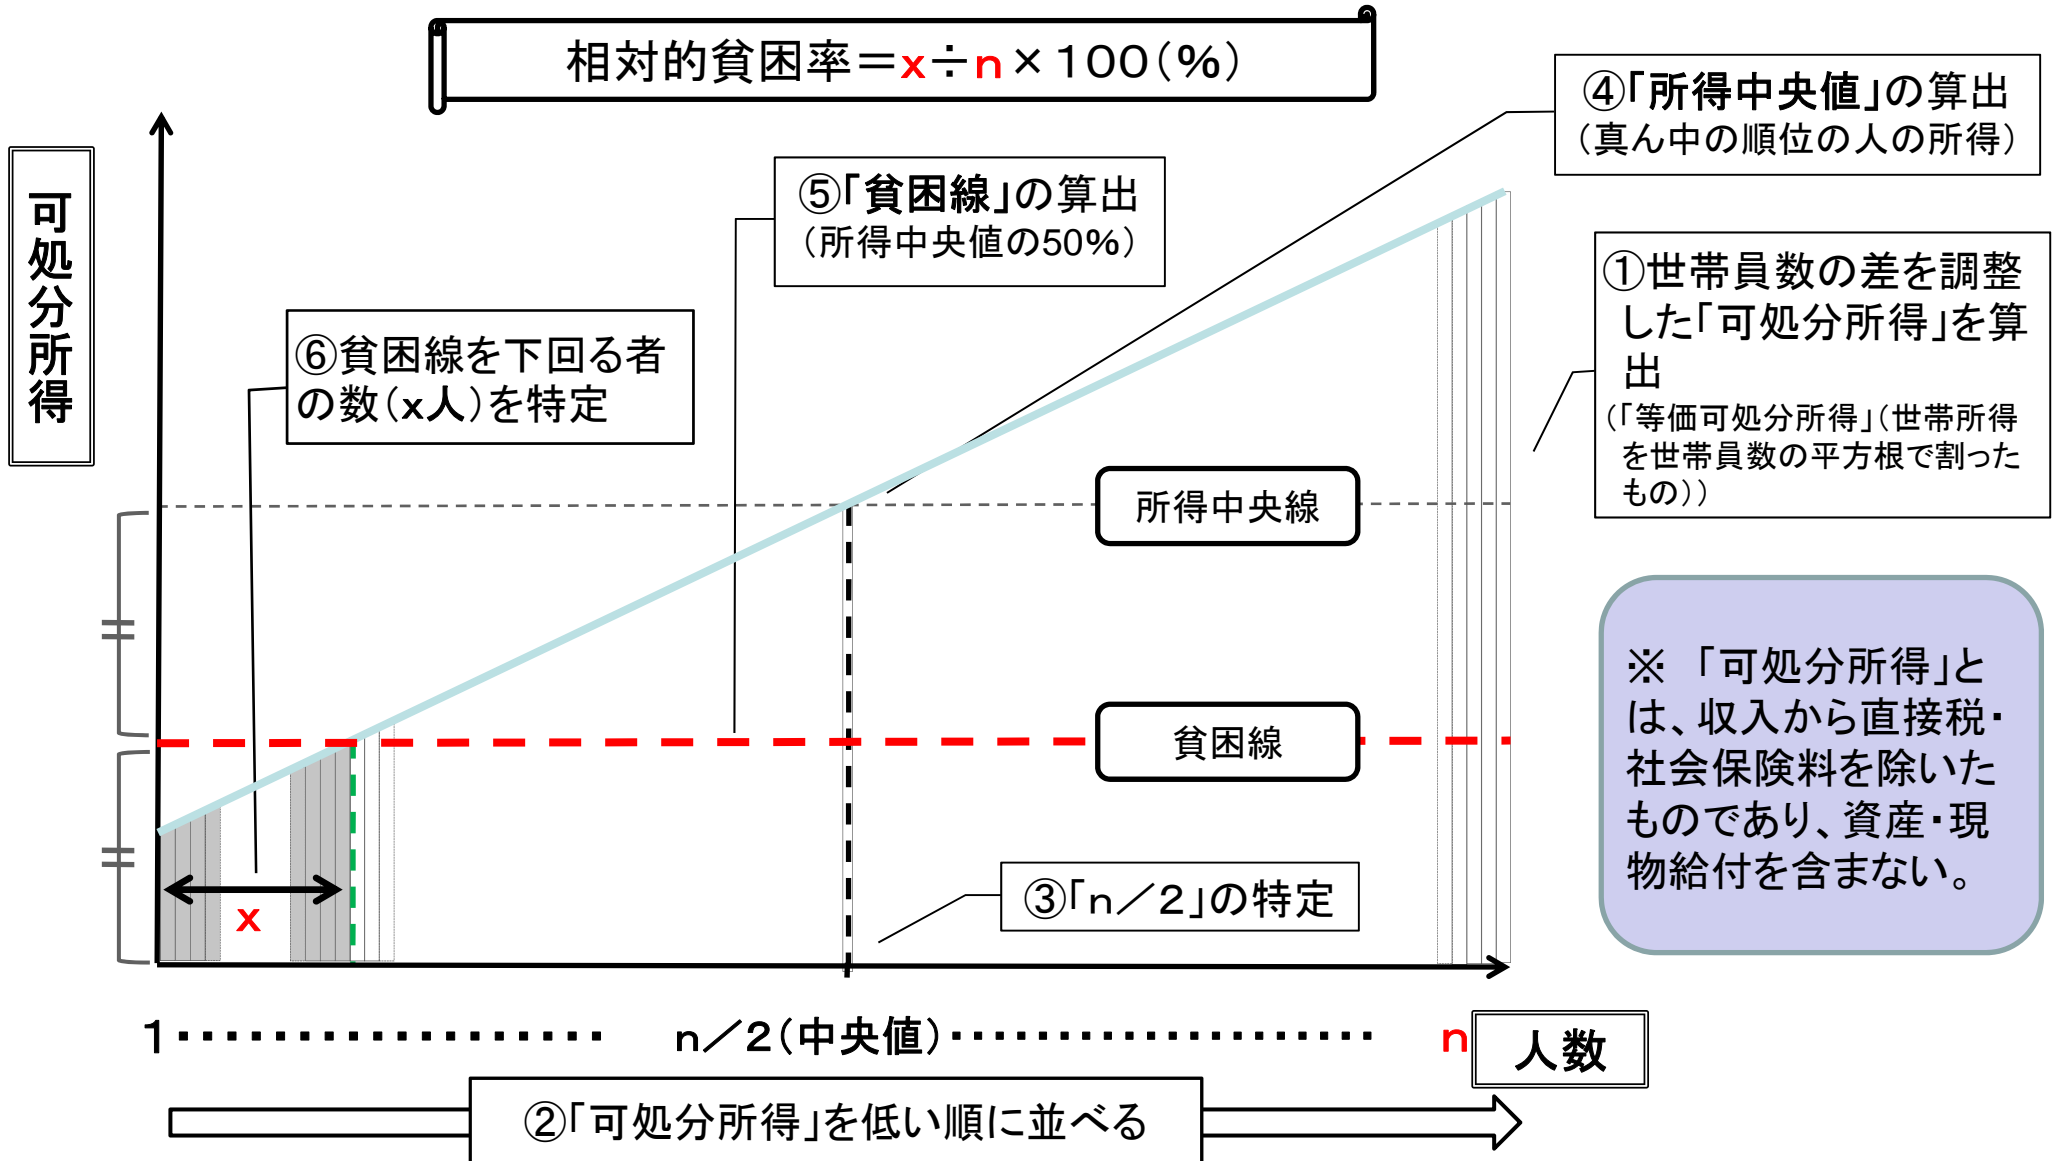 相対的貧困率＝x÷n×100(％)
④「所得中央値」の算出
(真ん中の順位の人の所得)
⑤「貧困線」の算出
(所得中央値の50％)
可処分所得
①世帯員数の差を調整
した「可処分所得」を算
出
(「等価可処分所得」(世帯所得
を世帯員数の平方根で割った
もの))
⑥貧困線を下回る者
の数(x人)を特定
所得中央線
貧困線
※ 「可処分所得」と
は、収入から直接税・
社会保険料を除いた
ものであり、資産・現
物給付を含まない。
x
③「n／2」の特定
1 ・・・・・・・・・・・・・・・・・・ n／2(中央値)・・・・・・・・・・・・・・・・・・・・ n
人数
②「可処分所得」を低い順に並べる